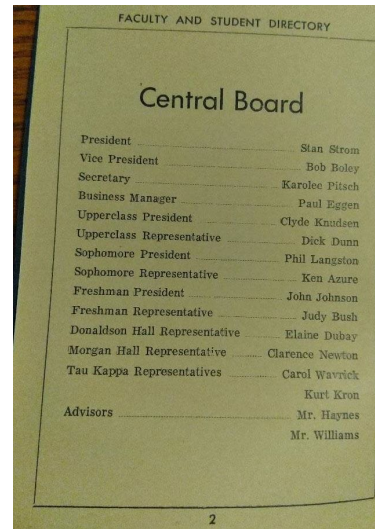 FACULTY AND STUDENT DIRECTORY
Central Board
President Stan Strom
Vice President Bob Boley
Secretary Karolee Pitsch
Business Manager Paul Eggen
Upperclass President Clyde Knudsen
Upperclass Representative Dick Dunn
Sophomore President Phil Langston
Sophomore Representative Ken Azure
Freshman President John Johnson
Freshman Representative Judy Bush
Donaldson Hall Representative Elaine Dubay
Morgan Hall Representative Clarence Newton
Tau Kappa Representatives Carol Wavrick
Kurt Kron
Advisors Mr. Haynes
Mr. Williams
2